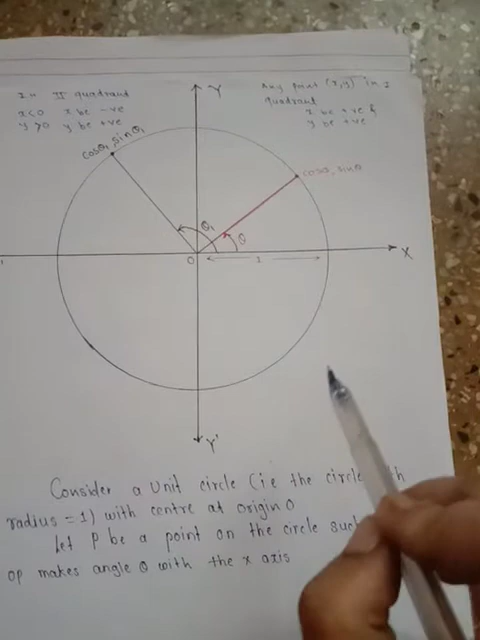 In II quadrant
x<0 x be -ve
y>0 y be +ve
Any point (x,y) in I
quadrant
x be +ve &
y be +ve
Y
cosθ₁, sinθ₁
cosθ, sinθ
θ₁
θ
O
1
X
Y'
Consider a Unit circle (ie the circle
radius = 1) with centre at origin O
Let P be a point on the circle
OP makes angle θ with the x axis